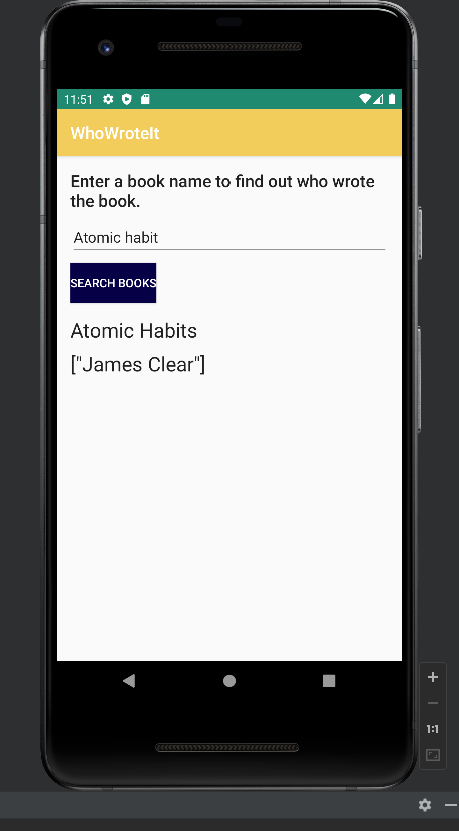 11:51
WhoWroteIt
Enter a book name to find out who wrote
the book.
Atomic habit
SEARCH BOOKS
Atomic Habits
["James Clear"]
1:1